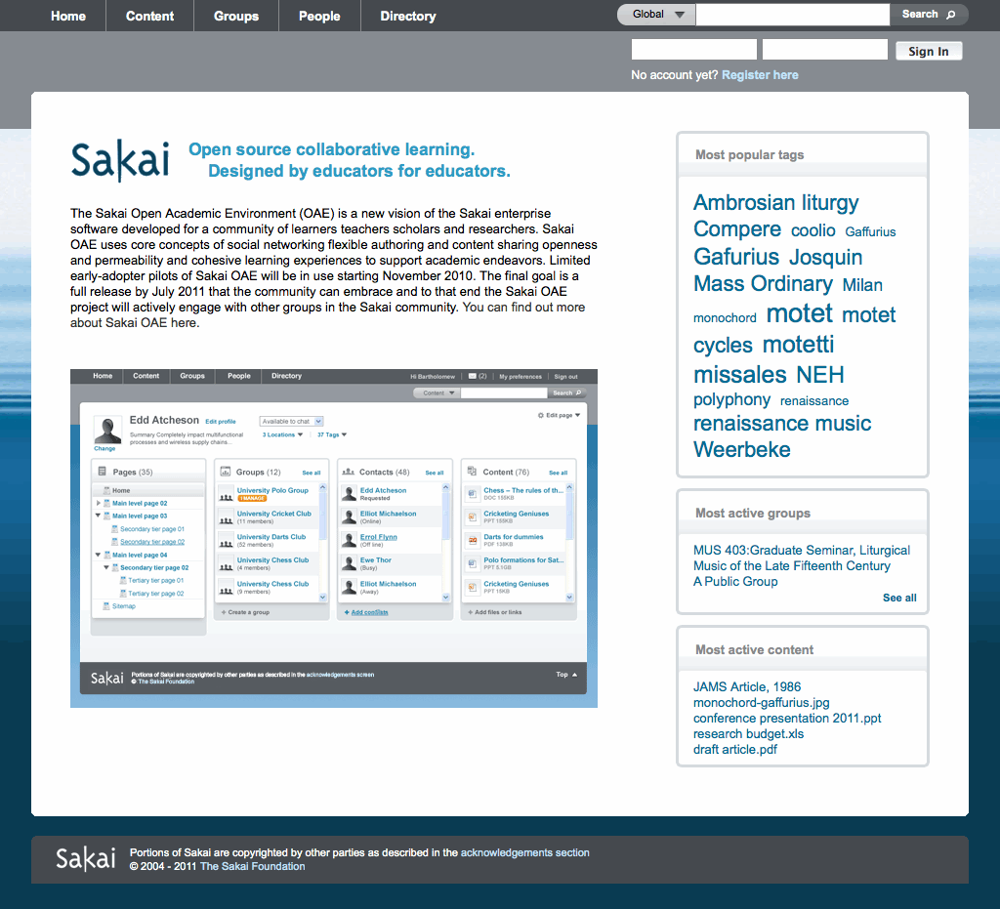 Home Content Groups People Directory
Global Search
Sign In
No account yet? Register here
Sakai
Open source collaborative learning.
Designed by educators for educators.
The Sakai Open Academic Environment (OAE) is a new vision of the Sakai enterprise
software developed for a community of learners teachers scholars and researchers. Sakai
OAE uses core concepts of social networking flexible authoring and content sharing openness
and permeability and cohesive learning experiences to support academic endeavors. Limited
early-adopter pilots of Sakai OAE will be in use starting November 2010. The final goal is a
full release by July 2011 that the community can embrace and to that end the Sakai OAE
project will actively engage with other groups in the Sakai community. You can find out more
about Sakai OAE here.
Home Content Groups People Directory
Hi Bartholomew (2) My preferences Sign out
Content Search
Edd Atcheson Edit profile
Available to chat
Edit page
Summary Completely impact multifunctional
processes and wireless supply chains...
3 Locations 37 Tags
Change
Pages (35)
Home
Main level page 02
Main level page 03
Secondary tier page 01
Secondary tier page 02
Main level page 04
Secondary tier page 02
Tertiary tier page 01
Tertiary tier page 02
Sitemap
Groups (12) See all
University Polo Group
1 MANAGE
University Cricket Club
(11 members)
University Darts Club
(52 members)
University Chess Club
(4 members)
University Chess Club
(9 members)
+ Create a group
Contacts (48) See all
Edd Atcheson
Requested
Elliot Michaelson
(Online)
Errol Flynn
(Off line)
Ewe Thor
(Busy)
Elliot Michaelson
(Away)
+ Add contacts
Content (76) See all
Chess – The rules of th...
DOC 155KB
Cricketing Geniuses
PPT 155KB
Darts for dummies
PDF 138KB
Polo formations for Sat...
PPT 5.1GB
Cricketing Geniuses
PPT 16KB
+ Add files or links
Sakai
Portions of Sakai are copyrighted by other parties as described in the acknowledgements screen
© The Sakai Foundation
Top
Most popular tags
Ambrosian liturgy
Compere coolio Gaffurius
Gafurius Josquin
Mass Ordinary Milan
monochord motet motet
cycles motetti
missales NEH
polyphony renaissance
renaissance music
Weerbeke
Most active groups
MUS 403:Graduate Seminar, Liturgical
Music of the Late Fifteenth Century
A Public Group
See all
Most active content
JAMS Article, 1986
monochord-gaffurius.jpg
conference presentation 2011.ppt
research budget.xls
draft article.pdf
Sakai
Portions of Sakai are copyrighted by other parties as described in the acknowledgements section
© 2004 - 2011 The Sakai Foundation